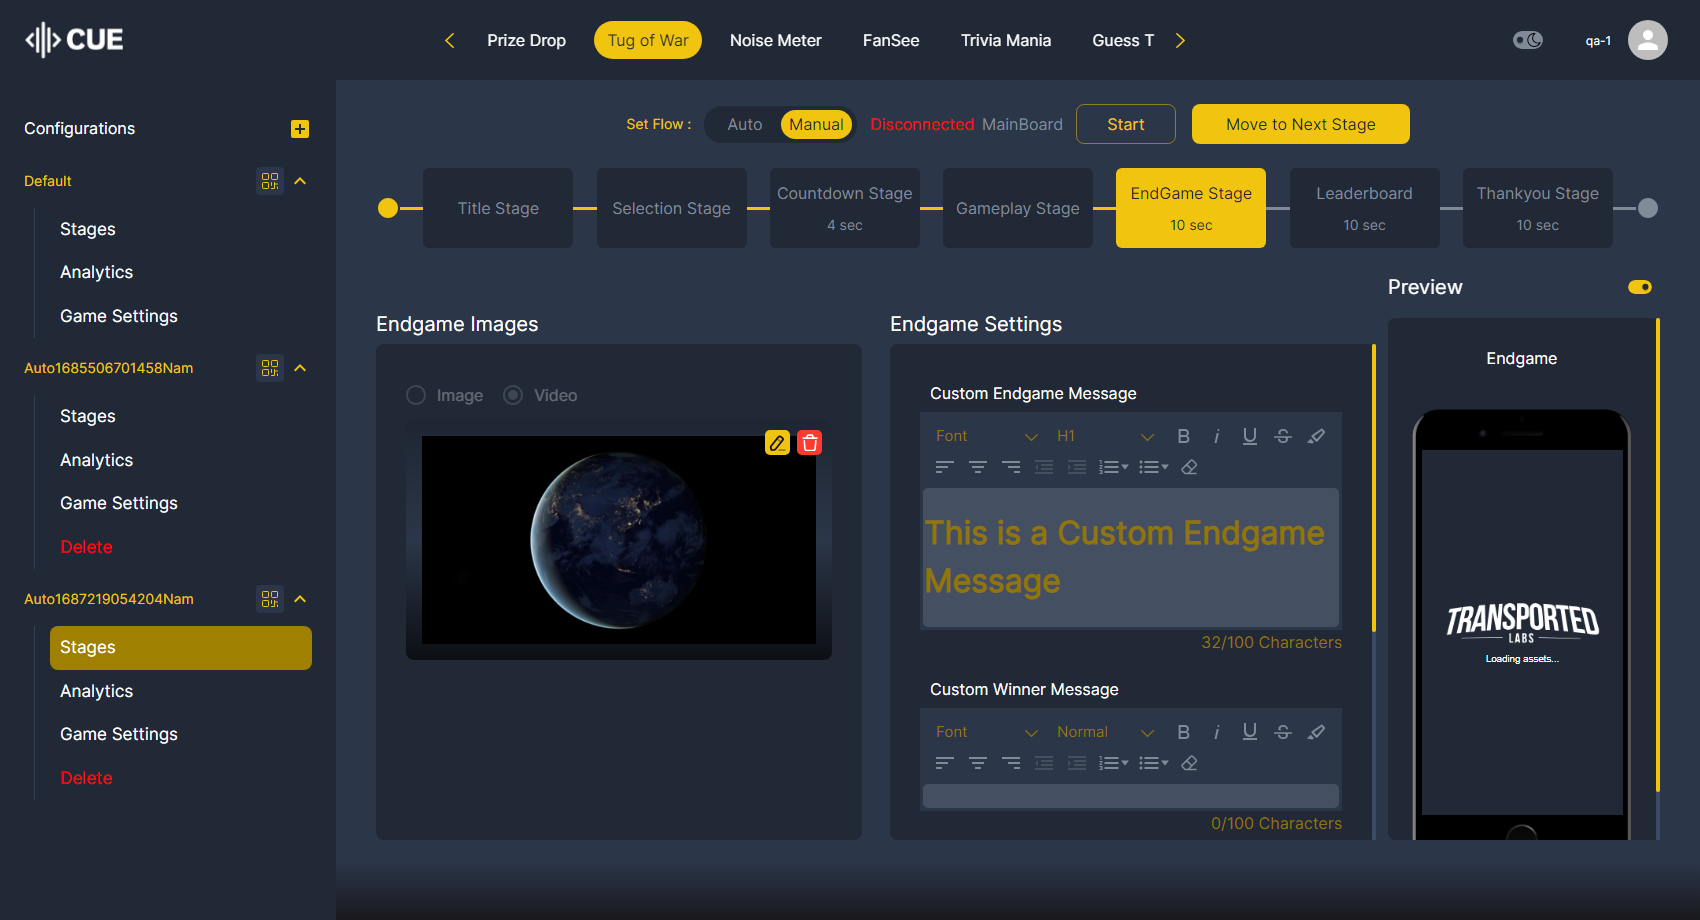 CUE
Prize Drop
Tug of War
Noise Meter
FanSee
Trivia Mania
Guess T
qa-1
Configurations
Default
Stages
Analytics
Game Settings
Auto1685506701458Nam
Stages
Analytics
Game Settings
Delete
Auto1687219054204Nam
Stages
Analytics
Game Settings
Delete
Set Flow :
Auto
Manual
Disconnected MainBoard
Start
Move to Next Stage
Title Stage
Selection Stage
Countdown Stage
4 sec
Gameplay Stage
EndGame Stage
10 sec
Leaderboard
10 sec
Thankyou Stage
10 sec
Endgame Images
Image
Video
Endgame Settings
Custom Endgame Message
Font
H1
B
i
U
S
This is a Custom Endgame
Message
32/100 Characters
Custom Winner Message
Font
Normal
B
i
U
S
0/100 Characters
Preview
Endgame
TRANSPORTED
LABS
Loading assets...